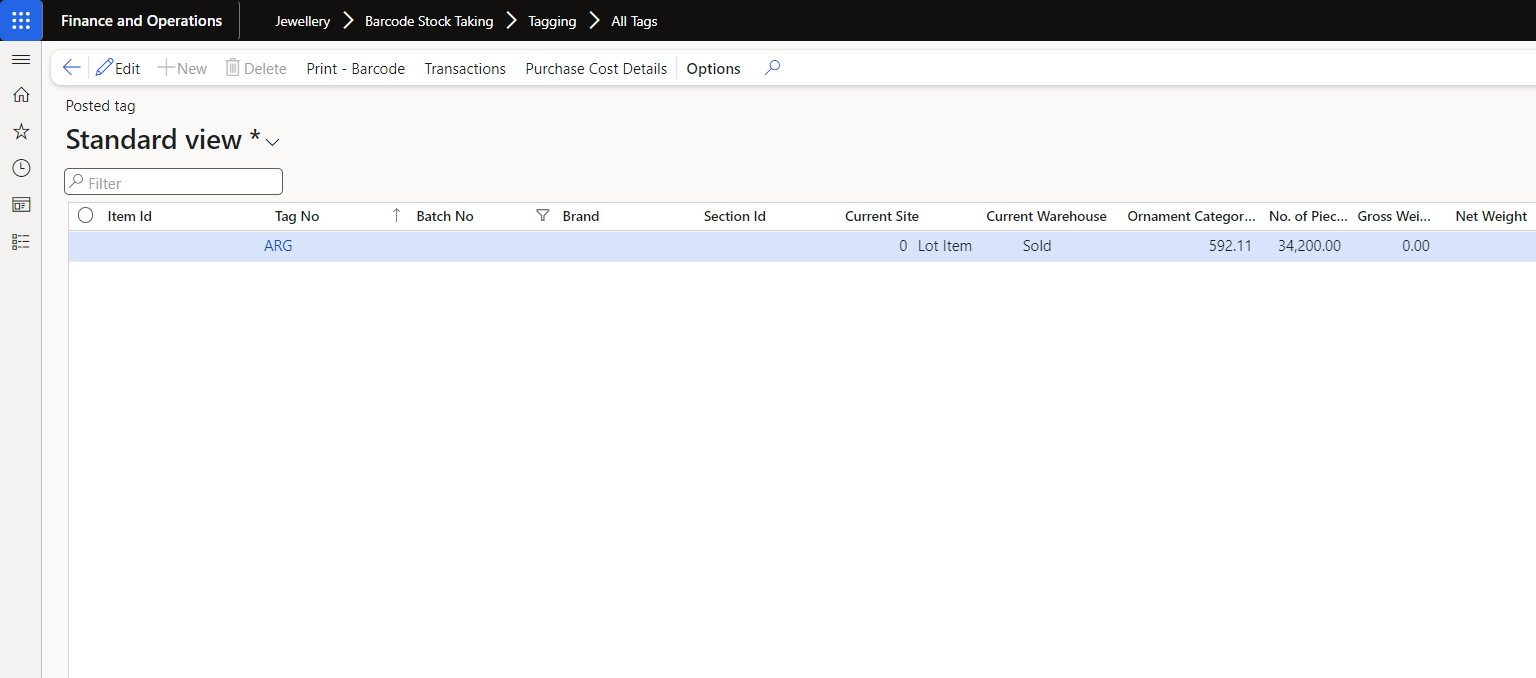 Finance and Operations Jewellery Barcode Stock Taking Tagging All Tags
Edit New Delete Print - Barcode Transactions Purchase Cost Details Options
Posted tag
Standard view *
Filter
Item Id Tag No Batch No Brand Section Id Current Site Current Warehouse Ornament Categor... No. of Piec... Gross Wei... Net Weight
ARG 0 Lot Item Sold 592.11 34,200.00 0.00